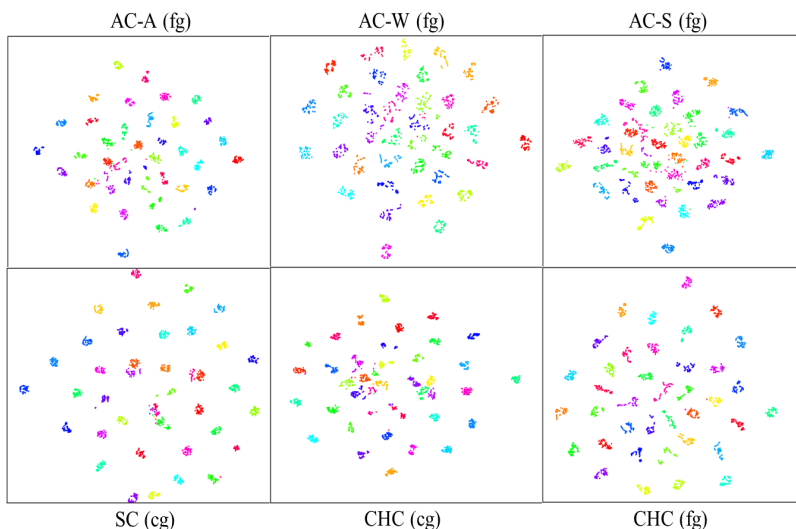 AC-A (fg) AC-W (fg) AC-S (fg)
SC (cg) CHC (cg) CHC (fg)